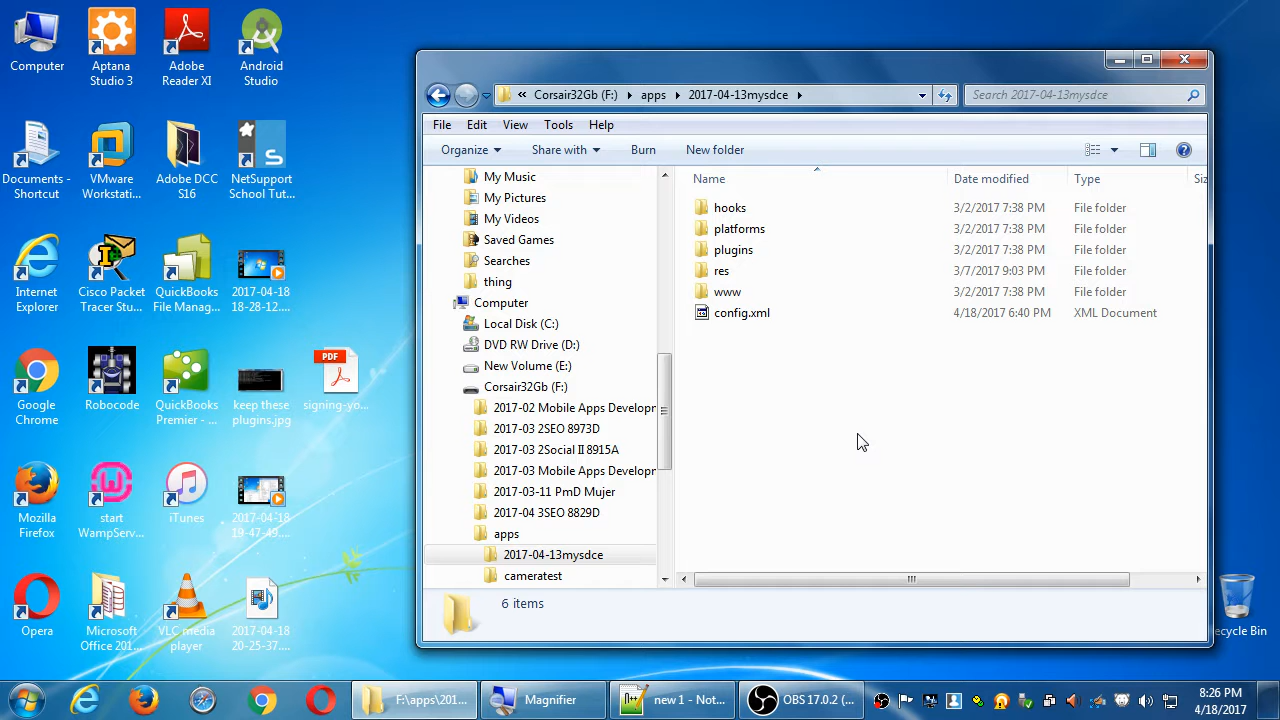 Computer
Aptana
Studio 3
Adobe
Reader XI
Android
Studio
Documents -
Shortcut
VMware
Workstati...
Adobe DCC
S16
NetSupport
School Tut...
Internet
Explorer
Cisco Packet
Tracer Stu...
QuickBooks
File Manag...
2017-04-18
18-28-12....
Google
Chrome
Robocode
QuickBooks
Premier - ...
keep these
plugins.jpg
PDF
signing-yo...
Mozilla
Firefox
start
WampServ...
iTunes
2017-04-18
19-47-49....
Opera
Microsoft
Office 201...
VLC media
player
2017-04-18
20-25-37....
ecycle Bin
« Corsair32Gb (F:) apps 2017-04-13mysdce
Search 2017-04-13mysdce
File Edit View Tools Help
Organize Share with Burn New folder
My Music
My Pictures
My Videos
Saved Games
Searches
thing
Computer
Local Disk (C:)
DVD RW Drive (D:)
New Volume (E:)
Corsair32Gb (F:)
2017-02 Mobile Apps Developr
2017-03 2SEO 8973D
2017-03 2Social II 8915A
2017-03 Mobile Apps Developr
2017-03-11 PmD Mujer
2017-04 3SEO 8829D
apps
2017-04-13mysdce
cameratest
Name Date modified Type Siz
hooks 3/2/2017 7:38 PM File folder
platforms 3/2/2017 7:38 PM File folder
plugins 3/2/2017 7:38 PM File folder
res 3/7/2017 9:03 PM File folder
www 3/2/2017 7:38 PM File folder
config.xml 4/18/2017 6:40 PM XML Document
6 items
F:\apps\201... Magnifier new 1 - Not... OBS 17.0.2 (...
8:26 PM
4/18/2017